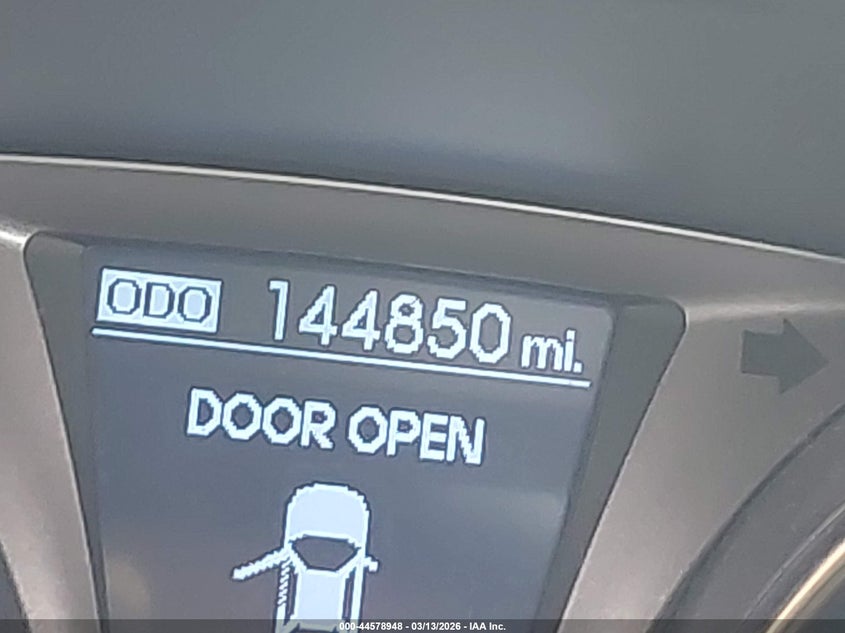 ODO 144850 mi.
DOOR OPEN
000-44578948 - 03/13/2026 - IAA Inc.